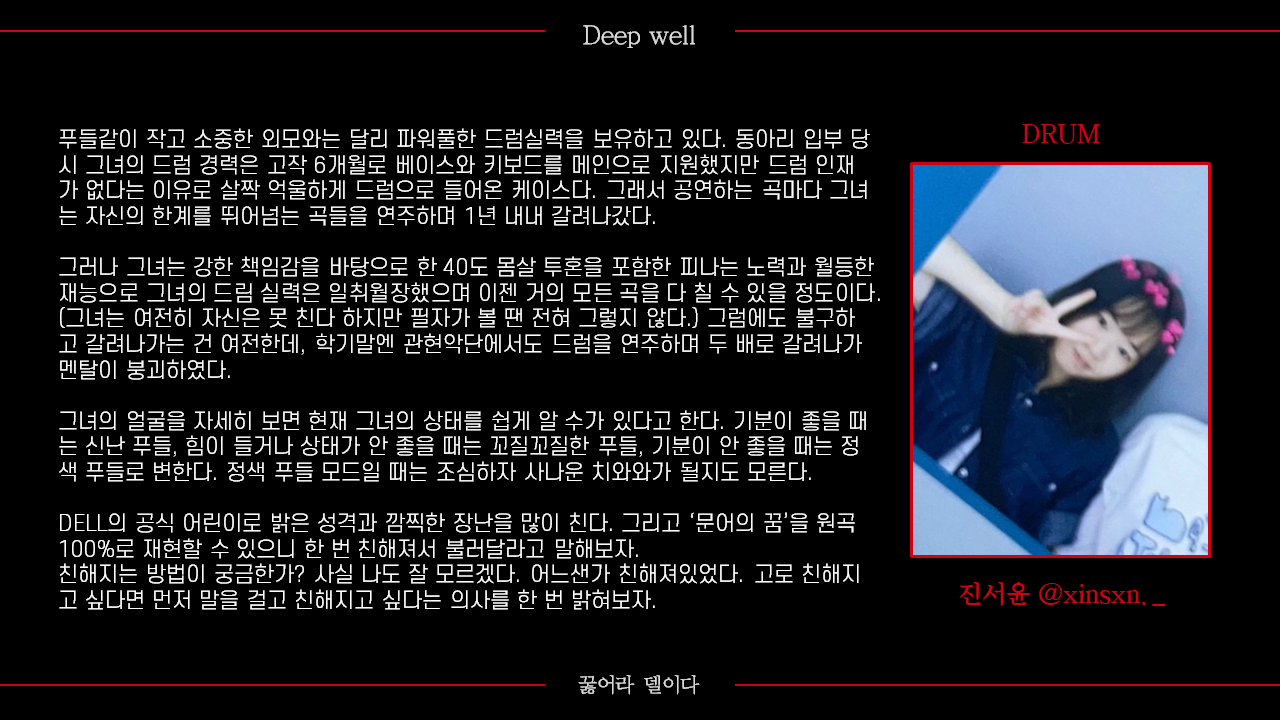 Deep well
푸들같이 작고 소중한 외모와는 달리 파워풀한 드럼실력을 보유하고 있다. 동아리 입부 당
시 그녀의 드럼 경력은 고작 6개월로 베이스와 키보드를 메인으로 지원했지만 드럼 인재
가 없다는 이유로 살짝 억울하게 드럼으로 들어온 케이스다. 그래서 공연하는 곡마다 그녀
는 자신의 한계를 뛰어넘는 곡들을 연주하며 1년 내내 갈려나갔다.
그러나 그녀는 강한 책임감을 바탕으로 한 40도 몸살 투혼을 포함한 피나는 노력과 월등한
재능으로 그녀의 드림 실력은 일취월장했으며 이젠 거의 모든 곡을 다 칠 수 있을 정도이다.
(그녀는 여전히 자신은 못 친다 하지만 필자가 볼 땐 전혀 그렇지 않다.) 그럼에도 불구하
고 갈려나가는 건 여전한데, 학기말엔 관현악단에서도 드럼을 연주하며 두 배로 갈려나가
멘탈이 붕괴하였다.
그녀의 얼굴을 자세히 보면 현재 그녀의 상태를 쉽게 알 수가 있다고 한다. 기분이 좋을 때
는 신난 푸들, 힘이 들거나 상태가 안 좋을 때는 꼬질꼬질한 푸들, 기분이 안 좋을 때는 정
색 푸들로 변한다. 정색 푸들 모드일 때는 조심하자 사나운 치와와가 될지도 모른다.
DELL의 공식 어린이로 밝은 성격과 깜찍한 장난을 많이 친다. 그리고 ‘문어의 꿈’을 원곡
100%로 재현할 수 있으니 한 번 친해져서 불러달라고 말해보자.
친해지는 방법이 궁금한가? 사실 나도 잘 모르겠다. 어느샌가 친해져있었다. 고로 친해지
고 싶다면 먼저 말을 걸고 친해지고 싶다는 의사를 한 번 밝혀보자.
DRUM
진서윤 @xinsxn._
끓어라 델이다